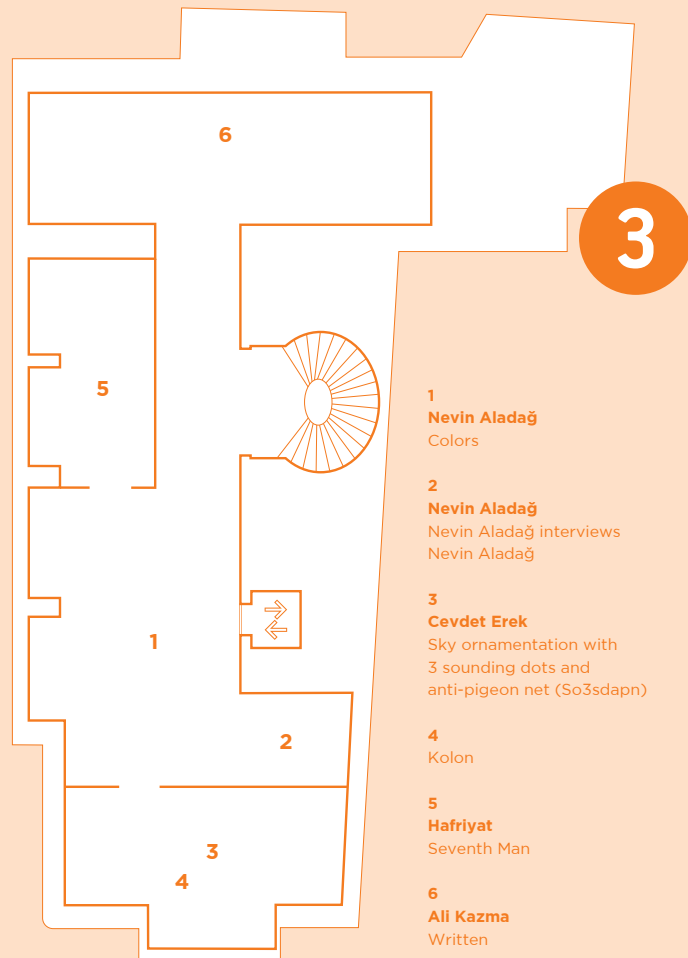 6
3
5
1
2
3
4
1
Nevin Aladağ
Colors
2
Nevin Aladağ
Nevin Aladağ interviews
Nevin Aladağ
3
Cevdet Erek
Sky ornamentation with
3 sounding dots and
anti-pigeon net (So3sdapn)
4
Kolon
5
Hafriyat
Seventh Man
6
Ali Kazma
Written